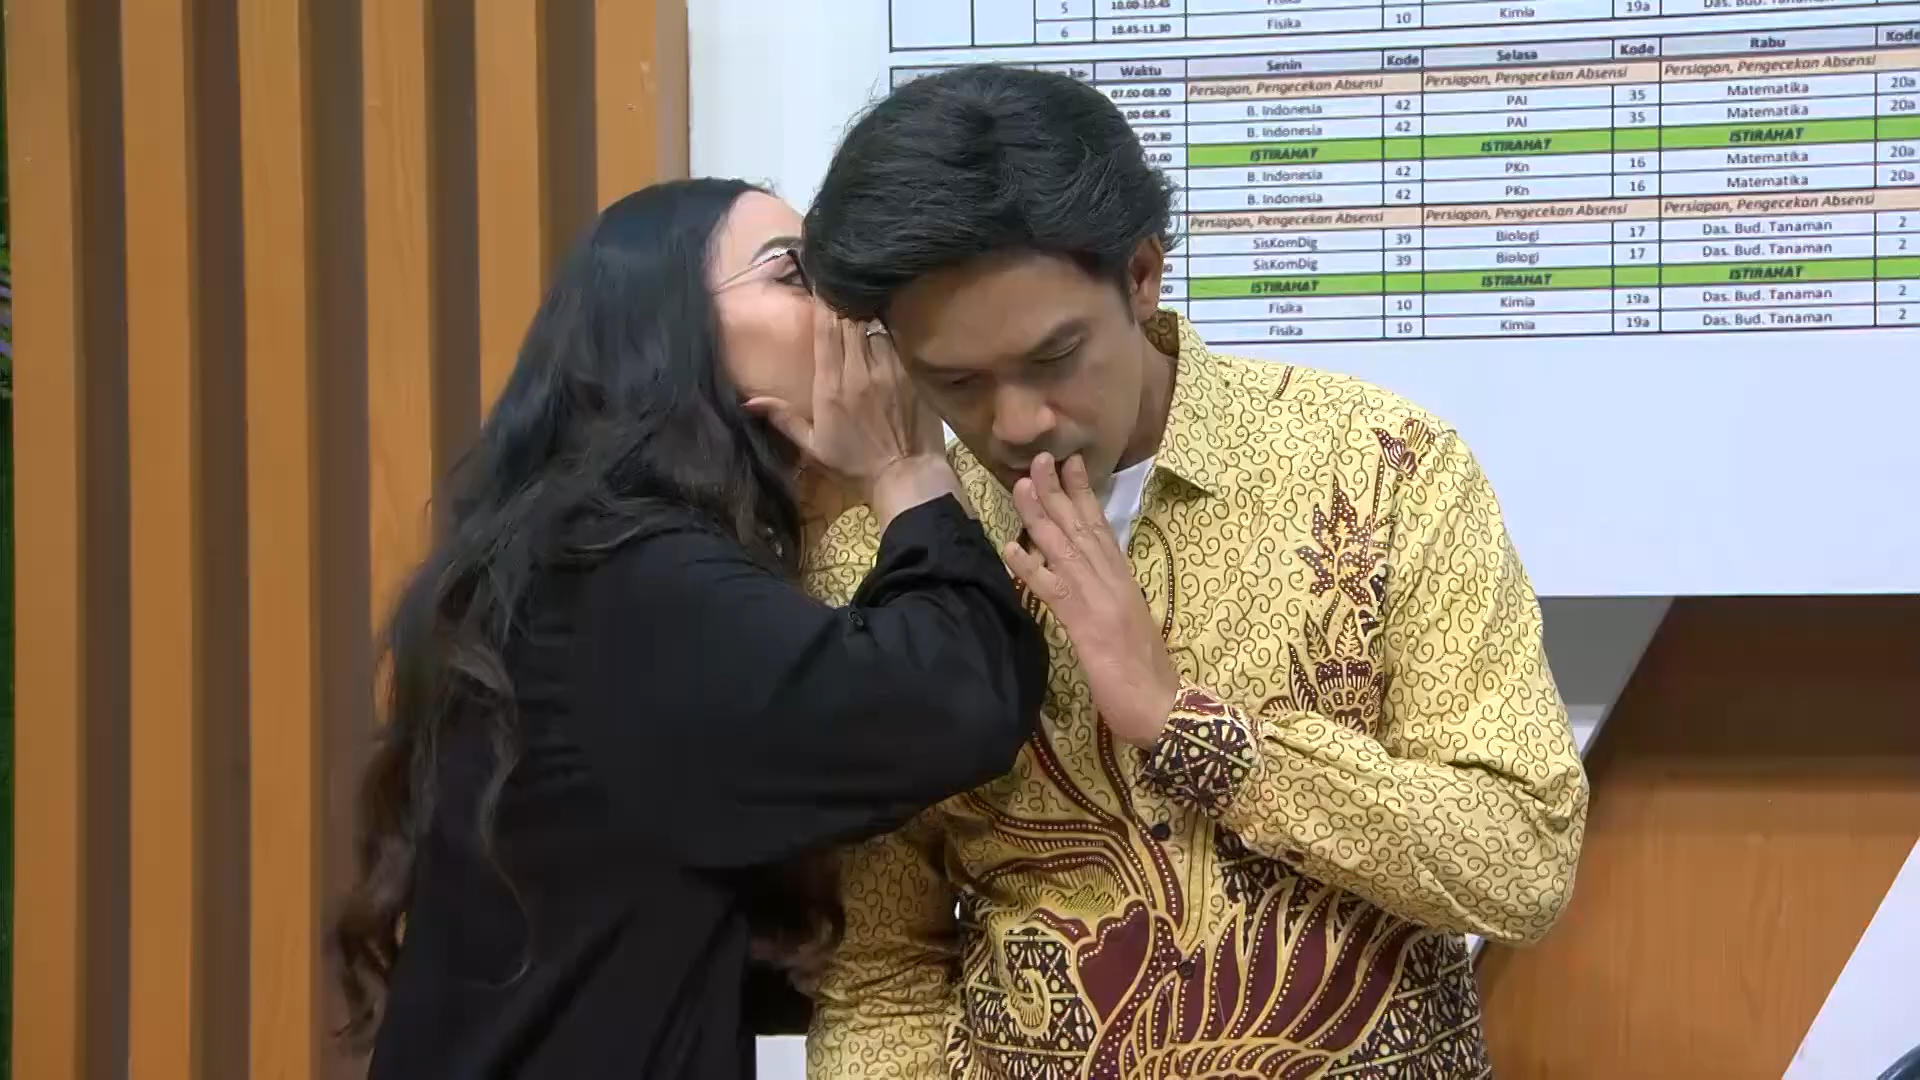 5 10.00-10.45 19a
6 10.45-11.30 Fisika 10 Kimia
Waktu Senin Kode Selasa Kode Rabu Kode
07.00-08.00 Persiapan, Pengecekan Absensi Persiapan, Pengecekan Absensi Persiapan, Pengecekan Absensi
00-08.45 B. Indonesia 42 PAI 35 Matematika 20a
-09.30 B. Indonesia 42 PAI 35 Matematika 20a
ISTIRAHAT ISTIRAHAT ISTIRAHAT
B. Indonesia 42 PKn 16 Matematika 20a
B. Indonesia 42 PKn 16 Matematika 20a
Persiapan, Pengecekan Absensi Persiapan, Pengecekan Absensi Persiapan, Pengecekan Absensi
SisKomDig 39 Biologi 17 Das. Bud. Tanaman 2
SisKomDig 39 Biologi 17 Das. Bud. Tanaman 2
ISTIRAHAT ISTIRAHAT ISTIRAHAT
Fisika 10 Kimia 19a Das. Bud. Tanaman 2
Fisika 10 Kimia 19a Das. Bud. Tanaman 2